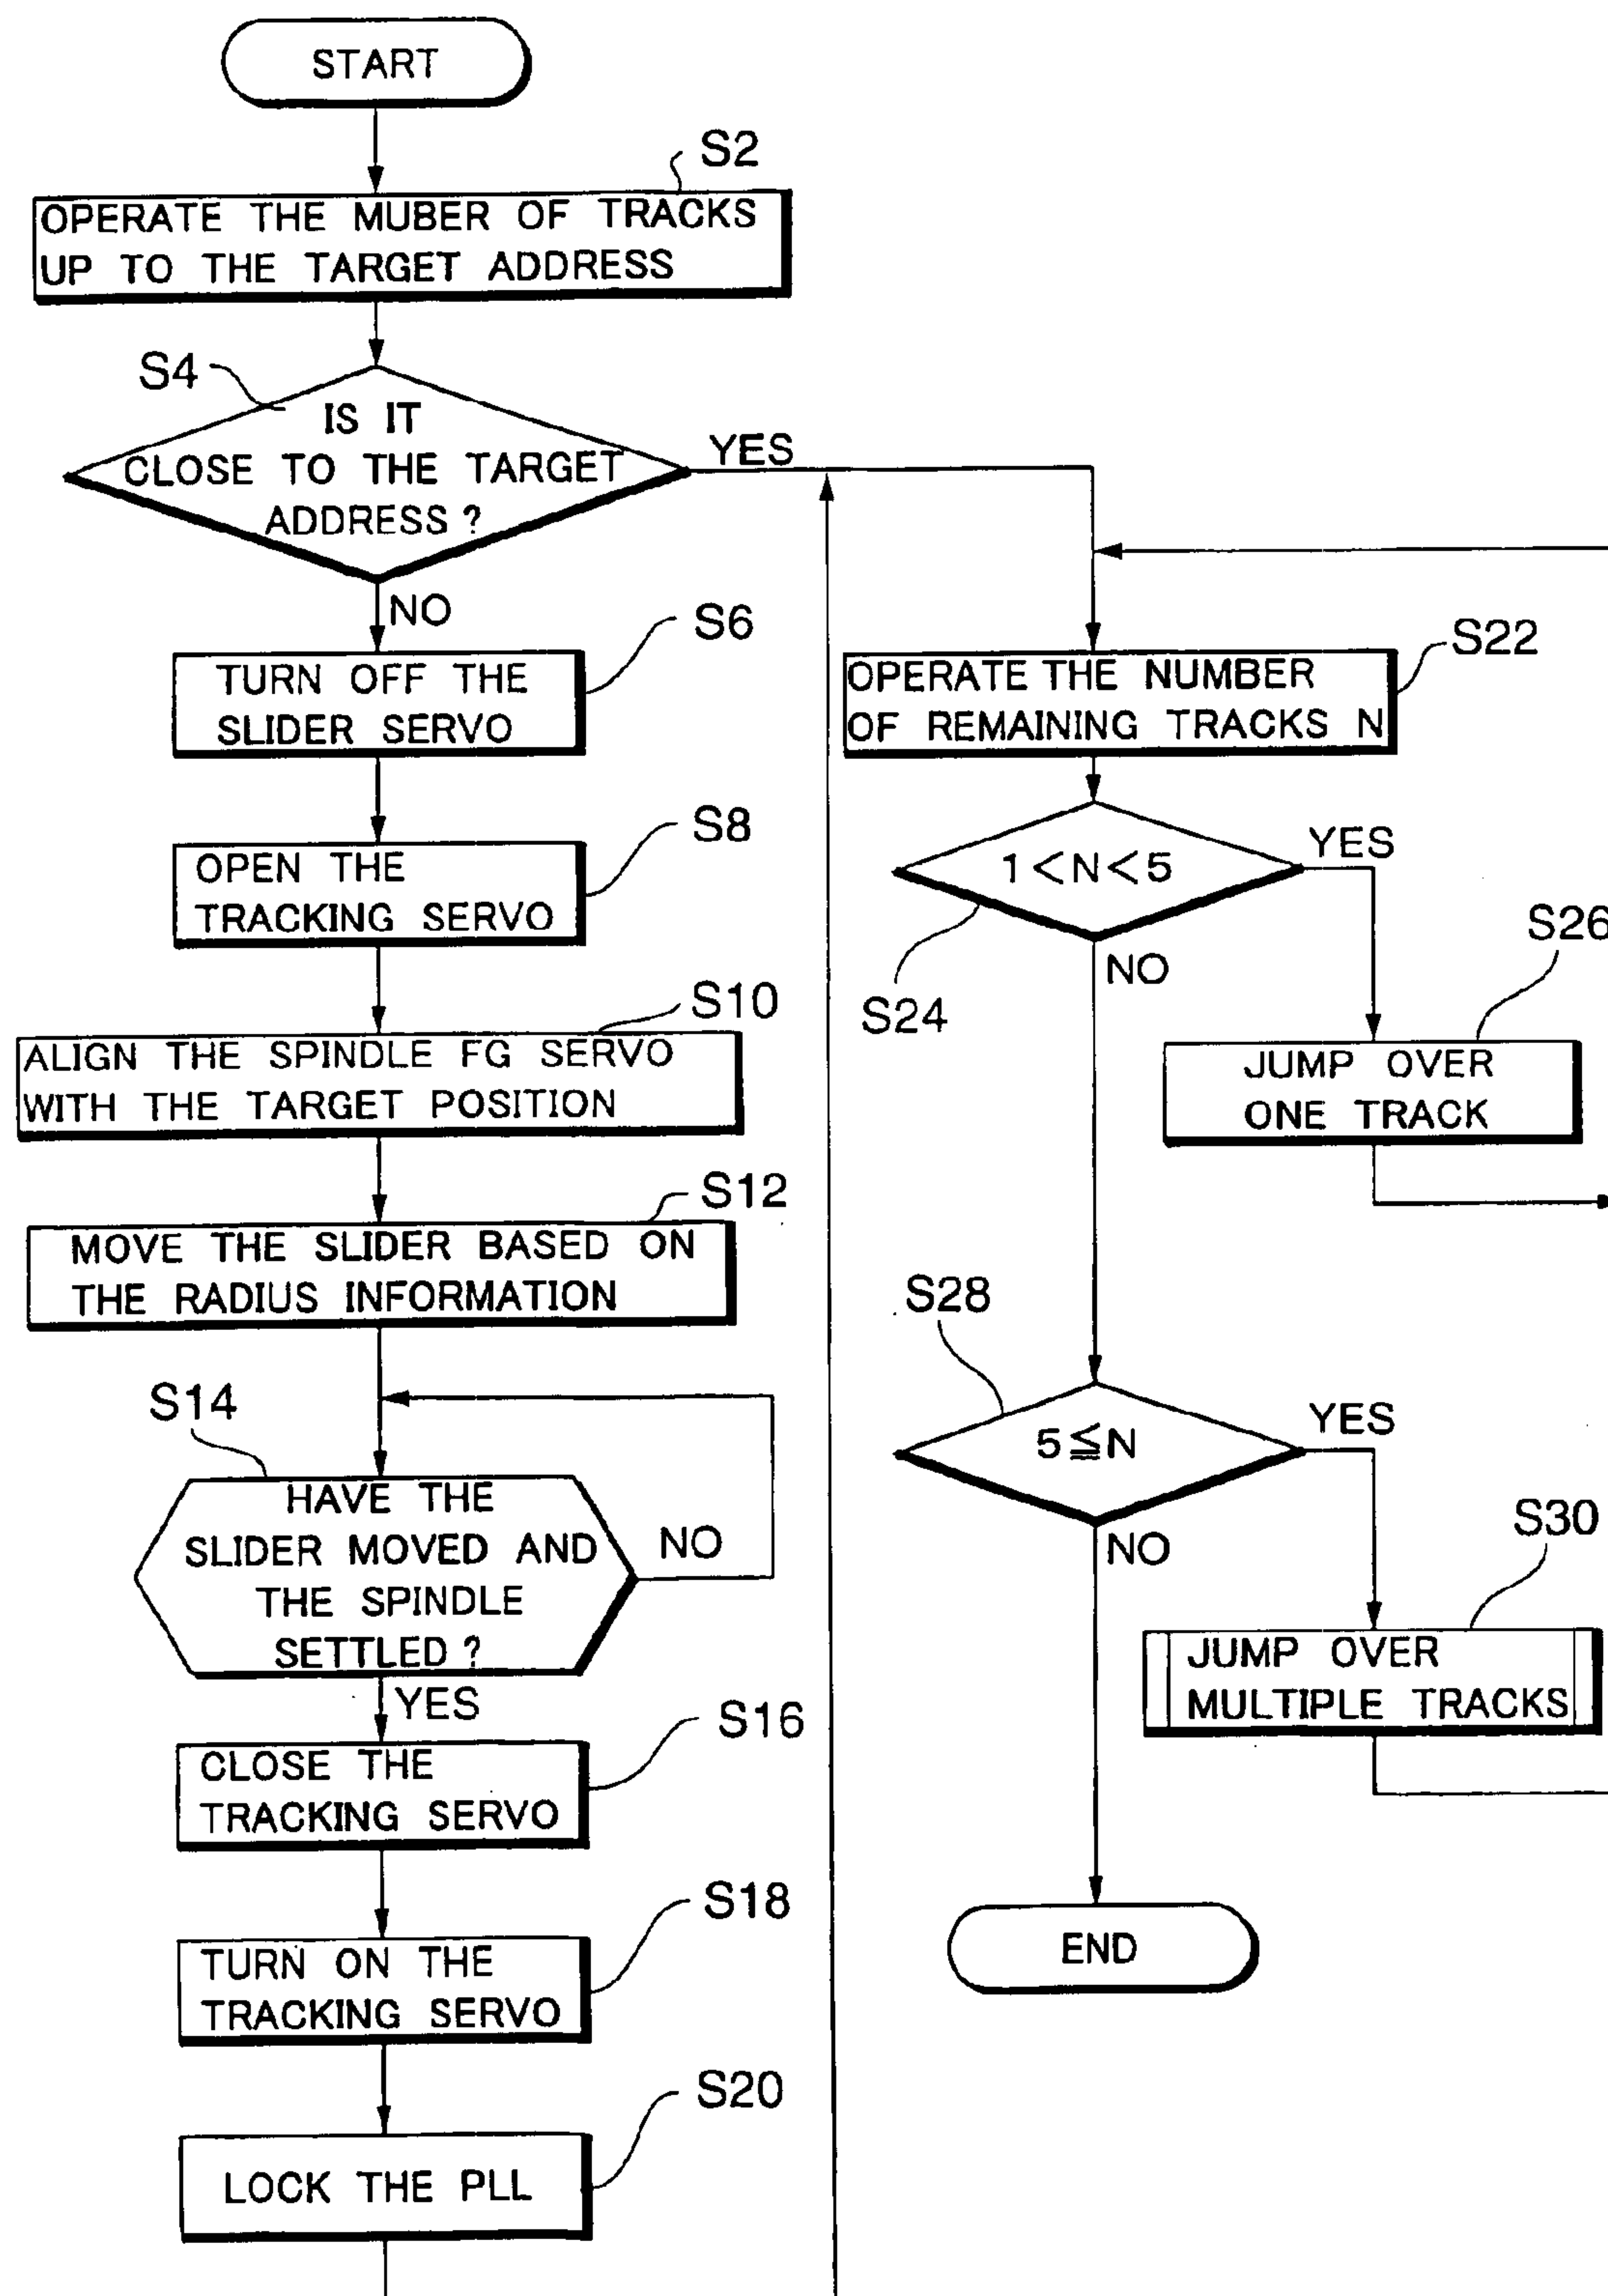 START
S2
OPERATE THE MUBER OF TRACKS
UP TO THE TARGET ADDRESS
S4
IS IT
CLOSE TO THE TARGET
ADDRESS ?
YES
NO
S6
TURN OFF THE
SLIDER SERVO
S8
OPEN THE
TRACKING SERVO
S10
ALIGN THE SPINDLE FG SERVO
WITH THE TARGET POSITION
S12
MOVE THE SLIDER BASED ON
THE RADIUS INFORMATION
S14
HAVE THE
SLIDER MOVED AND
THE SPINDLE
SETTLED ?
NO
YES
S16
CLOSE THE
TRACKING SERVO
S18
TURN ON THE
TRACKING SERVO
S20
LOCK THE PLL
S22
OPERATE THE NUMBER
OF REMAINING TRACKS N
1<N<5
YES
S24
NO
S26
JUMP OVER
ONE TRACK
S28
5≦N
YES
NO
S30
JUMP OVER
MULTIPLE TRACKS
END